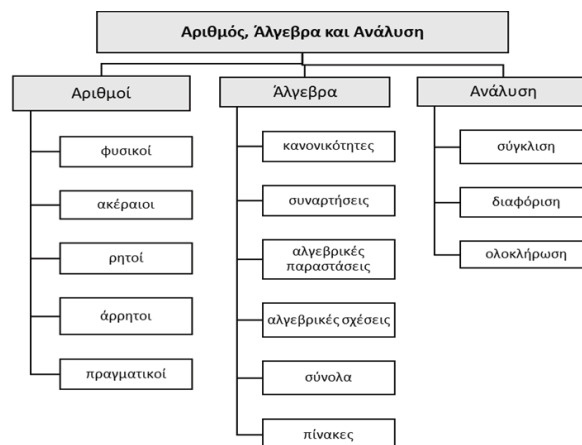 Αριθμός, Άλγεβρα και Ανάλυση
Αριθμοί
φυσικοί
ακέραιοι
ρητοί
άρρητοι
πραγματικοί
Άλγεβρα
κανονικότητες
συναρτήσεις
αλγεβρικές
παραστάσεις
αλγεβρικές σχέσεις
σύνολα
πίνακες
Ανάλυση
σύγκλιση
διαφόριση
ολοκλήρωση